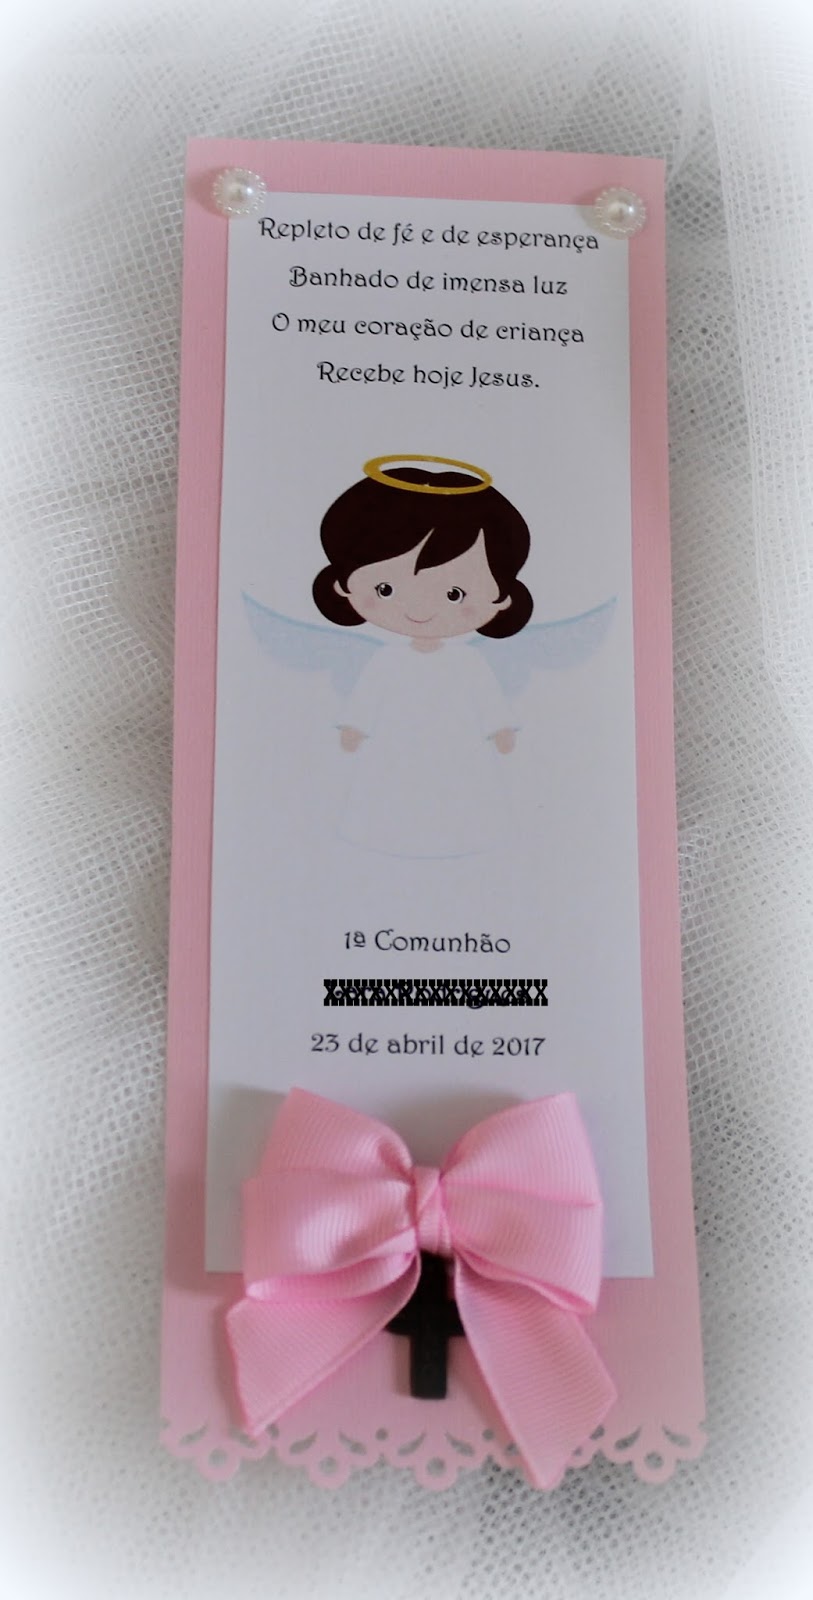 Repleto de fé e de esperança
Banhado de imensa luz
O meu coração de criança
Recebe hoje Jesus.
1ª Comunhão
23 de abril de 2017